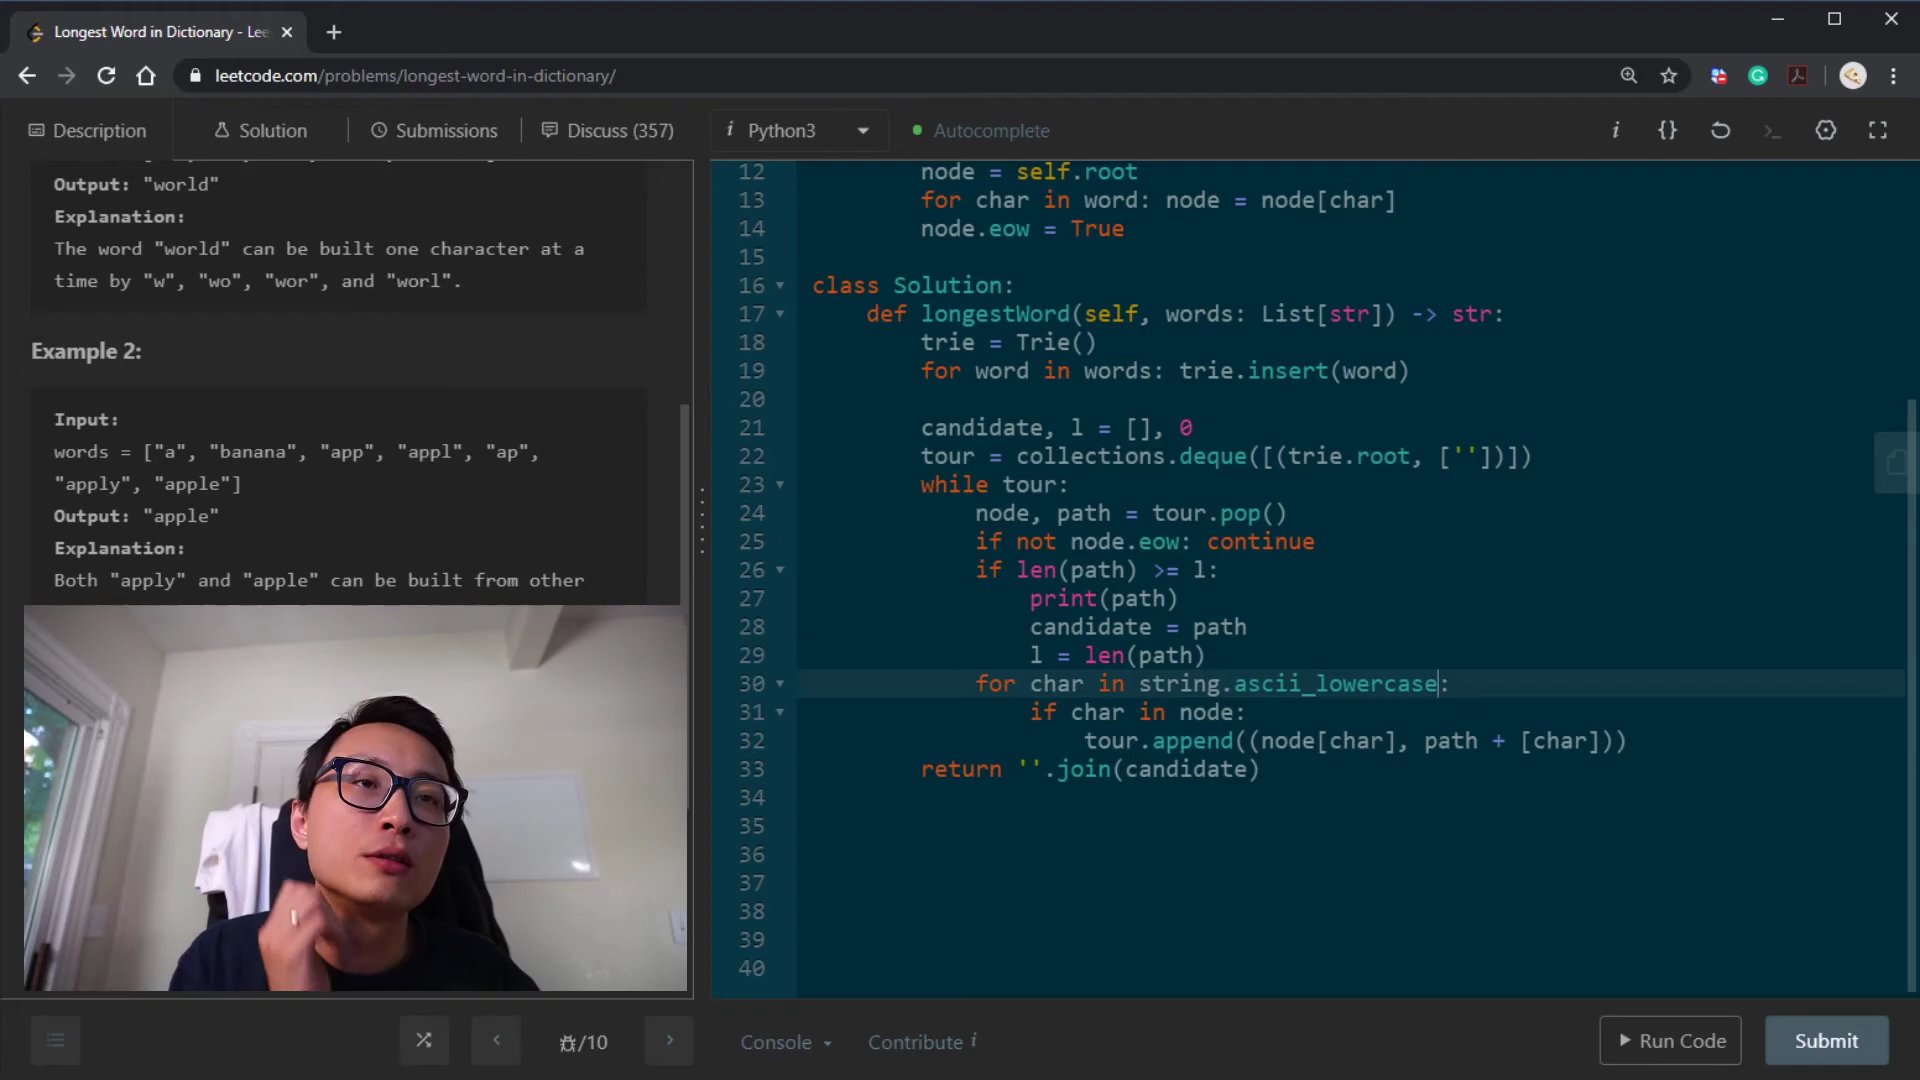 Longest Word in Dictionary - Lee
leetcode.com/problems/longest-word-in-dictionary/
Description
Solution
Submissions
Discuss (357)
i Python3
Autocomplete
Output: "world"
Explanation:
The word "world" can be built one character at a
time by "w", "wo", "wor", and "worl".
Example 2:
Input:
words = ["a", "banana", "app", "appl", "ap",
"apply", "apple"]
Output: "apple"
Explanation:
Both "apply" and "apple" can be built from other
12 node = self.root
13 for char in word: node = node[char]
14 node.eow = True
15
16 class Solution:
17 def longestWord(self, words: List[str]) -> str:
18 trie = Trie()
19 for word in words: trie.insert(word)
20
21 candidate, l = [], 0
22 tour = collections.deque([(trie.root, [''])])
23 while tour:
24 node, path = tour.pop()
25 if not node.eow: continue
26 if len(path) >= l:
27 print(path)
28 candidate = path
29 l = len(path)
30 for char in string.ascii_lowercase:
31 if char in node:
32 tour.append((node[char], path + [char]))
33 return ''.join(candidate)
34
35
36
37
38
39
40
/10
Console
Contribute i
Run Code
Submit